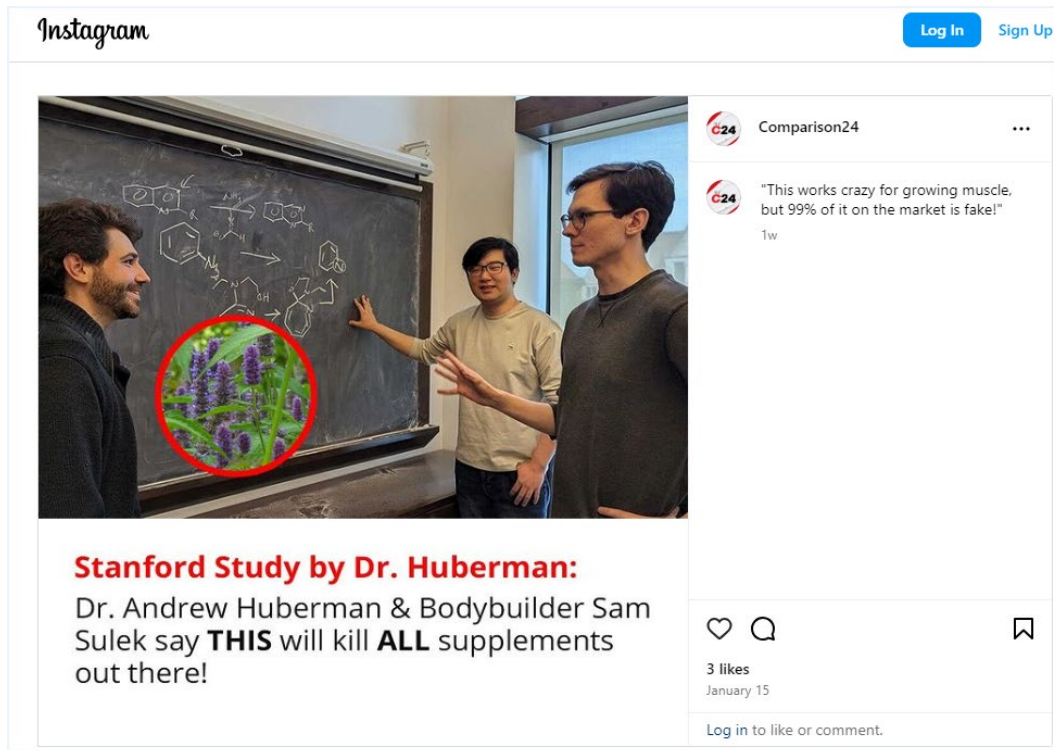 Instagram
Log In
Sign Up
C24
Comparison24
C24
"This works crazy for growing muscle,
but 99% of it on the market is fake!"
1w
Stanford Study by Dr. Huberman:
Dr. Andrew Huberman & Bodybuilder Sam
Sulek say THIS will kill ALL supplements
out there!
3 likes
January 15
Log in to like or comment.